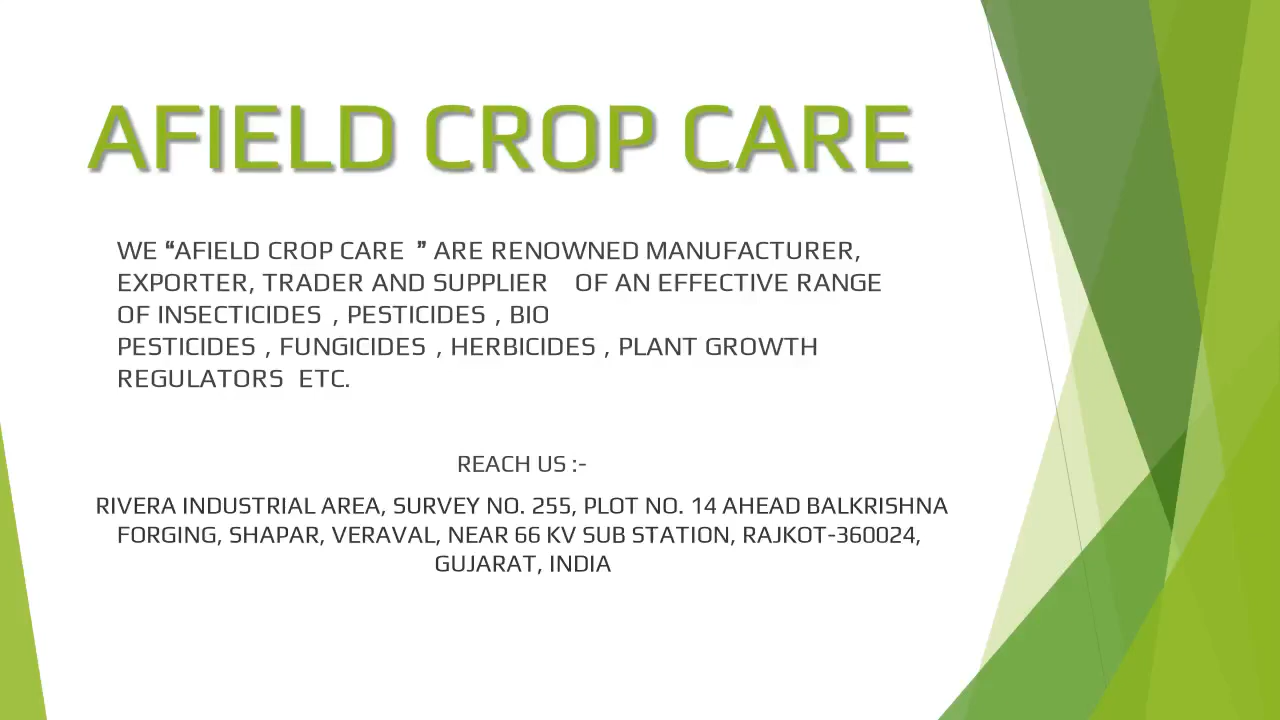 AFIELD CROP CARE
WE “AFIELD CROP CARE ” ARE RENOWNED MANUFACTURER,
EXPORTER, TRADER AND SUPPLIER OF AN EFFECTIVE RANGE
OF INSECTICIDES , PESTICIDES , BIO
PESTICIDES , FUNGICIDES , HERBICIDES , PLANT GROWTH
REGULATORS ETC.
REACH US :-
RIVERA INDUSTRIAL AREA, SURVEY NO. 255, PLOT NO. 14 AHEAD BALKRISHNA
FORGING, SHAPAR, VERAVAL, NEAR 66 KV SUB STATION, RAJKOT-360024,
GUJARAT, INDIA